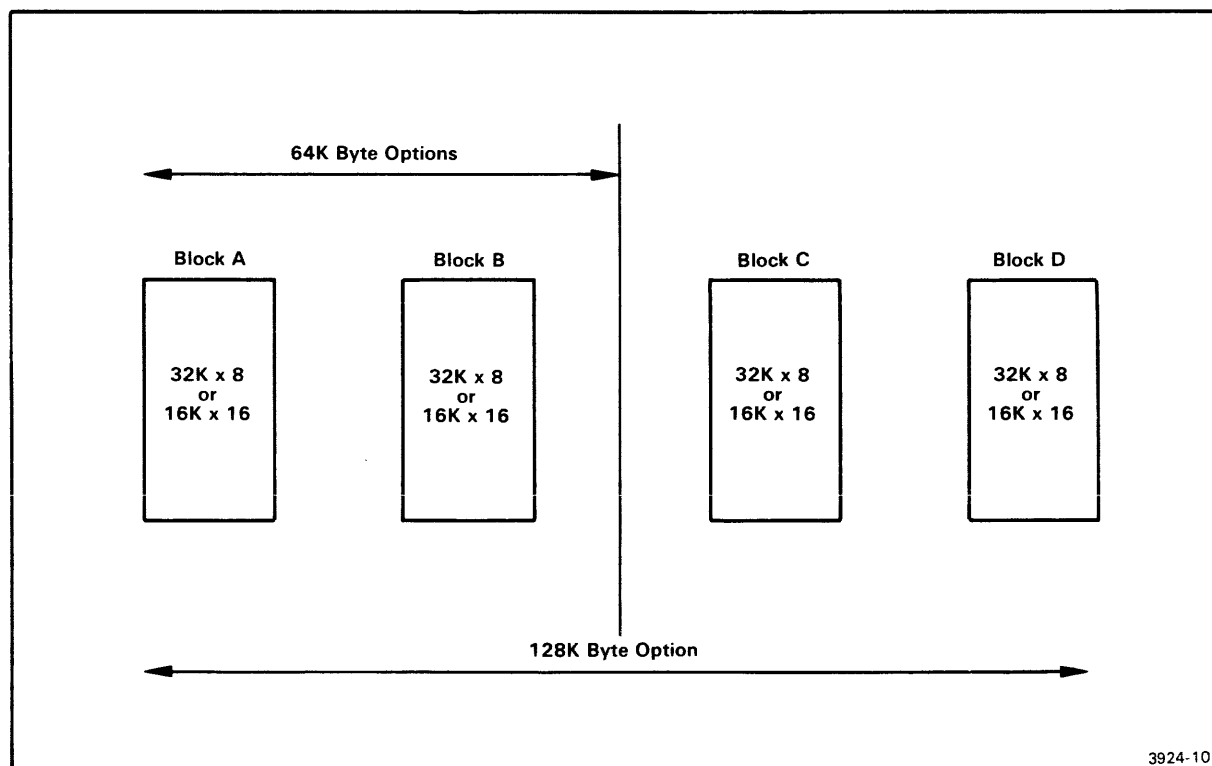 64K Byte Options
Block A
Block B
Block C
Block D
32K x 8
or
16K x 16
32K x 8
or
16K x 16
32K x 8
or
16K x 16
32K x 8
or
16K x 16
128K Byte Option
3924-10